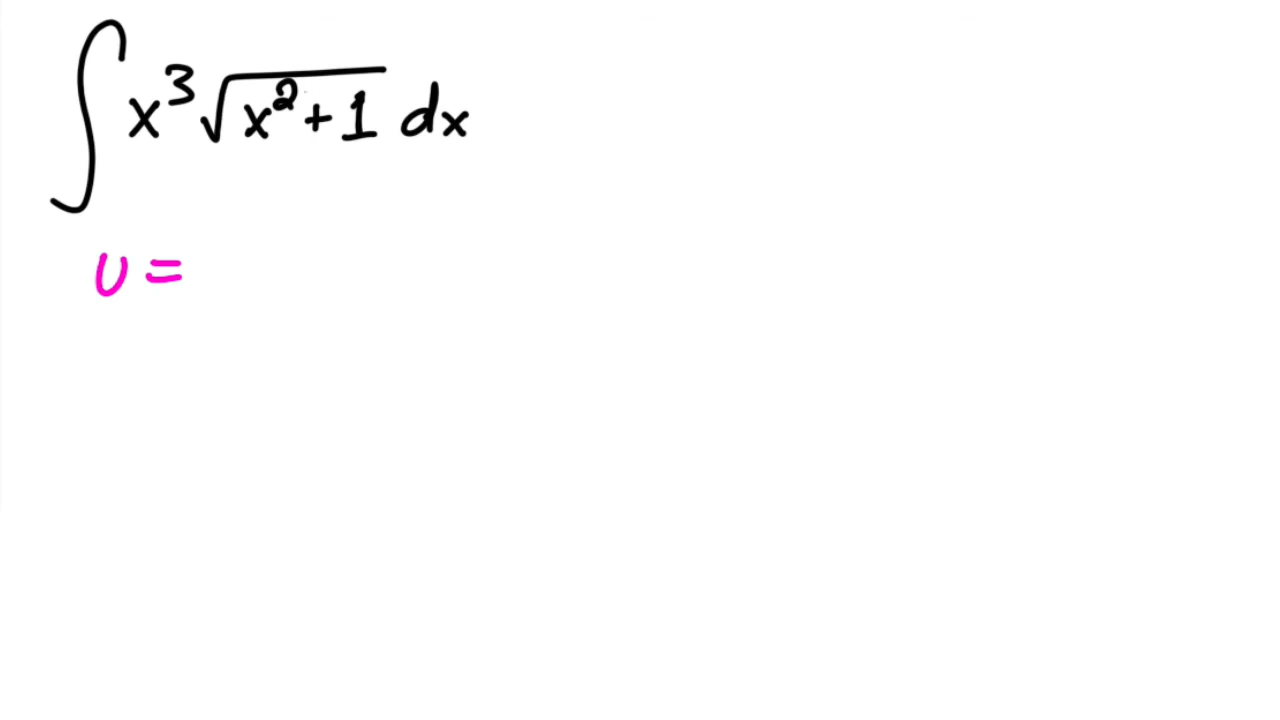 ∫ x³√(x²+1) dx
u =